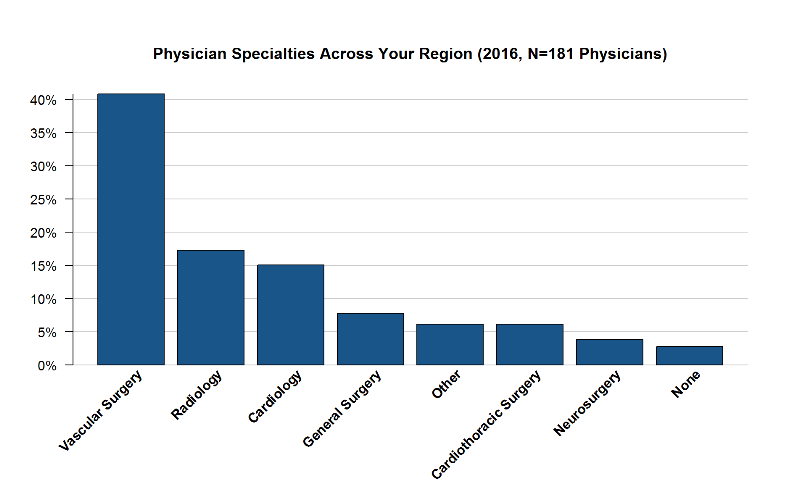 Physician Specialties Across Your Region (2016, N=181 Physicians)
40%
35%
30%
25%
20%
15%
10%
5%
0%
Vascular Surgery
Radiology
Cardiology
General Surgery
Other
Cardiothoracic Surgery
Neurosurgery
None